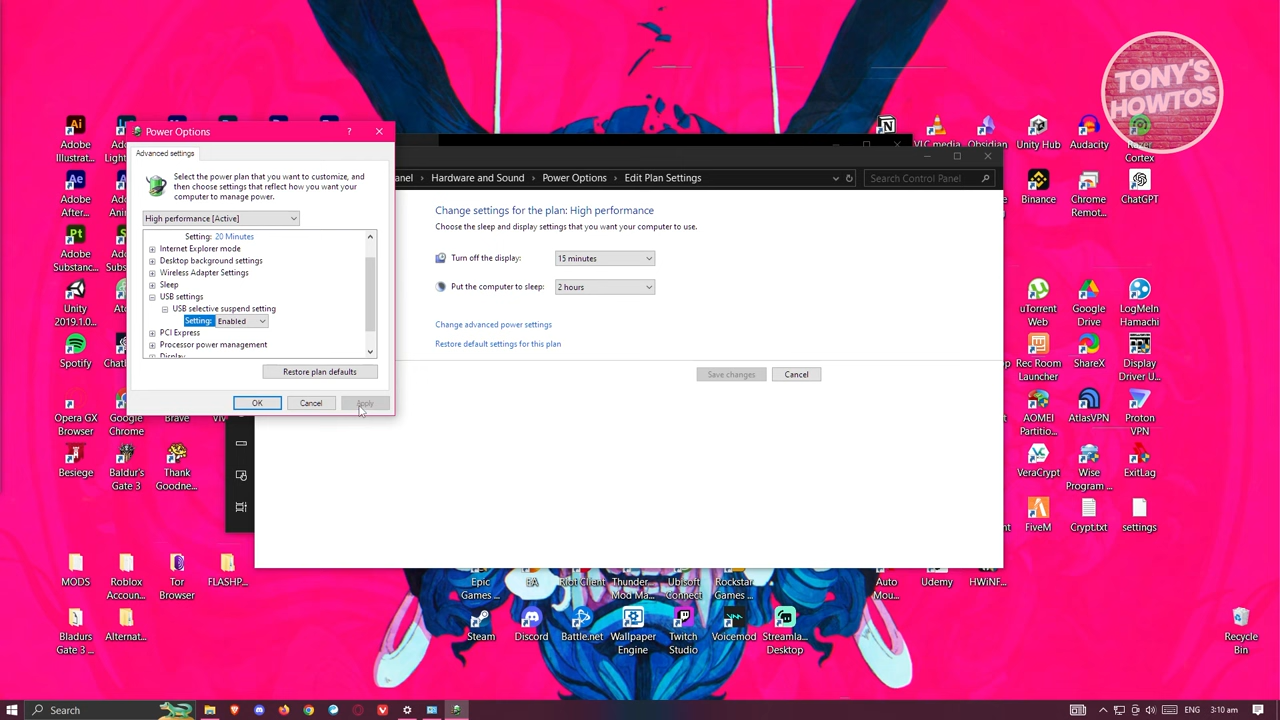 TONY'S
HOWTOS
Adobe
Illustrat...
Adobe
After...
Adobe
Substanc...
Unity
2019.1.0...
Spotify
Opera GX
Browser
Google
Chrome
Brave
Besiege
Baldur's
Gate 3
Thank
Goodne...
MODS
Roblox
Accoun...
Tor
Browser
FLASHP...
Bladurs
Gate 3 ...
Alternat...
Power Options
Advanced settings
Select the power plan that you want to customize, and
then choose settings that reflect how you want your
computer to manage power.
High performance [Active]
Setting: 20 Minutes
Internet Explorer mode
Desktop background settings
Wireless Adapter Settings
Sleep
USB settings
USB selective suspend setting
Setting: Enabled
PCI Express
Processor power management
Display
Restore plan defaults
OK
Cancel
Apply
Hardware and Sound
Power Options
Edit Plan Settings
Search Control Panel
Change settings for the plan: High performance
Choose the sleep and display settings that you want your computer to use.
Turn off the display:
15 minutes
Put the computer to sleep:
2 hours
Change advanced power settings
Restore default settings for this plan
Save changes
Cancel
VLC media
Obsidian
Unity Hub
Audacity
Razer
Cortex
Binance
Chrome
Remot...
ChatGPT
uTorrent
Web
Google
Drive
LogMeIn
Hamachi
Rec Room
Launcher
ShareX
Display
Driver U...
AOMEI
Partitio...
AtlasVPN
Proton
VPN
VeraCrypt
Wise
Program ...
ExitLag
FiveM
Crypt.txt
settings
Epic
Games ...
EA
Riot Client
Thunder...
Mod Ma...
Ubisoft
Connect
Rockstar
Games ...
Auto
Mou...
Udemy
HWiNF...
Steam
Discord
Battle.net
Wallpaper
Engine
Twitch
Studio
Voicemod
Streamla...
Desktop
Recycle
Bin
Search
ENG
3:10 am